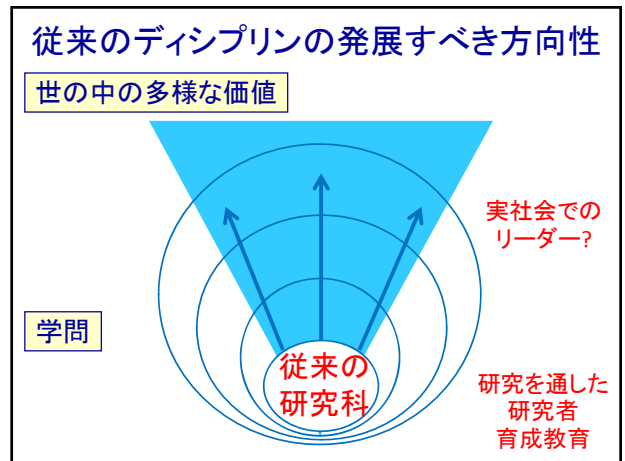 従来のディシプリンの発展すべき方向性
世の中の多様な価値
実社会での
リーダー?
学問
従来の
研究科
研究を通した
研究者
育成教育